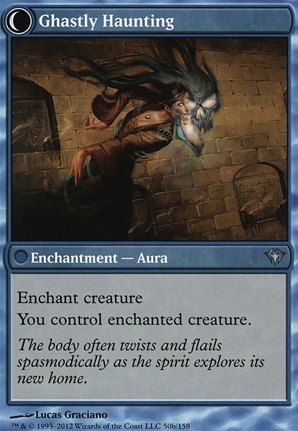 Ghastly Haunting
Enchantment — Aura
Enchant creature
You control enchanted creature.
The body often twists and flails
spasmodically as the spirit explores its
new home.
Lucas Graciano
™ & © 1993–2012 Wizards of the Coast LLC 50b/158